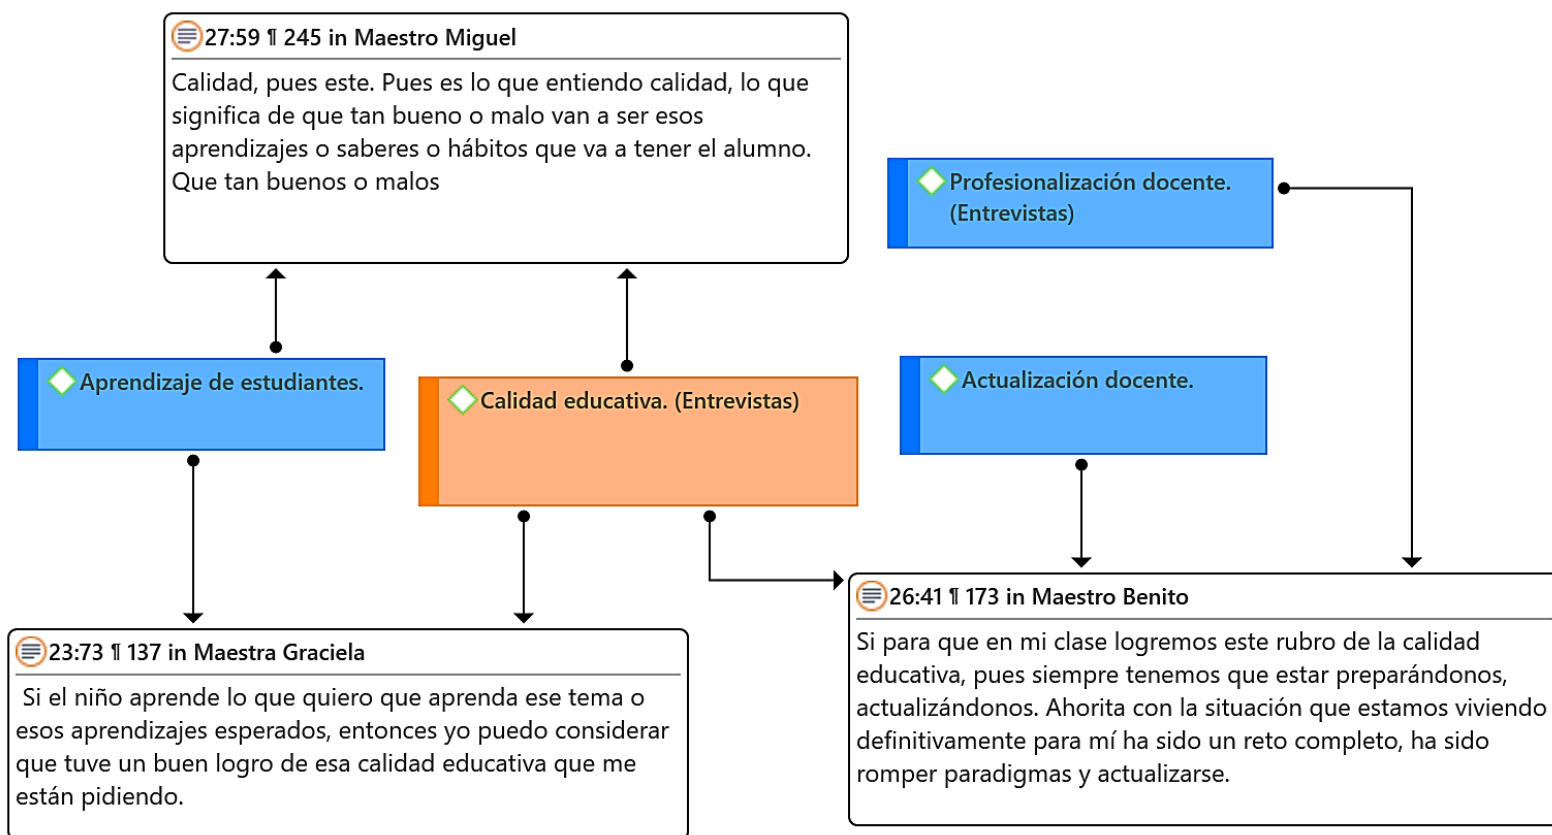 27:59 ¶ 245 in Maestro Miguel
Calidad, pues este. Pues es lo que entiendo calidad, lo que
significa de que tan bueno o malo van a ser esos
aprendizajes o saberes o hábitos que va a tener el alumno.
Que tan buenos o malos
Profesionalización docente.
(Entrevistas)
Aprendizaje de estudiantes.
Calidad educativa. (Entrevistas)
Actualización docente.
23:73 ¶ 137 in Maestra Graciela
Si el niño aprende lo que quiero que aprenda ese tema o
esos aprendizajes esperados, entonces yo puedo considerar
que tuve un buen logro de esa calidad educativa que me
están pidiendo.
26:41 ¶ 173 in Maestro Benito
Si para que en mi clase logremos este rubro de la calidad
educativa, pues siempre tenemos que estar preparándonos,
actualizándonos. Ahorita con la situación que estamos viviendo
definitivamente para mí ha sido un reto completo, ha sido
romper paradigmas y actualizarse.